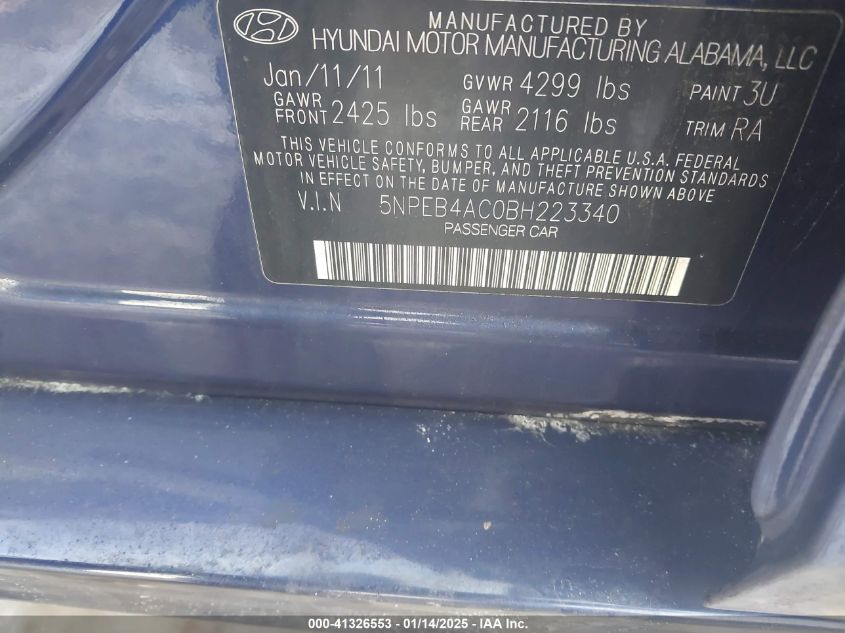 MANUFACTURED BY
HYUNDAI MOTOR MANUFACTURING ALABAMA, LLC
Jan/11/11 GVWR 4299 lbs PAINT 3U
GAWR FRONT 2425 lbs GAWR REAR 2116 lbs TRIM RA
THIS VEHICLE CONFORMS TO ALL APPLICABLE U.S.A. FEDERAL
MOTOR VEHICLE SAFETY, BUMPER, AND THEFT PREVENTION STANDARDS
IN EFFECT ON THE DATE OF MANUFACTURE SHOWN ABOVE
V.I.N 5NPEB4AC0BH223340
PASSENGER CAR
000-41326553 - 01/14/2025 - IAA Inc.